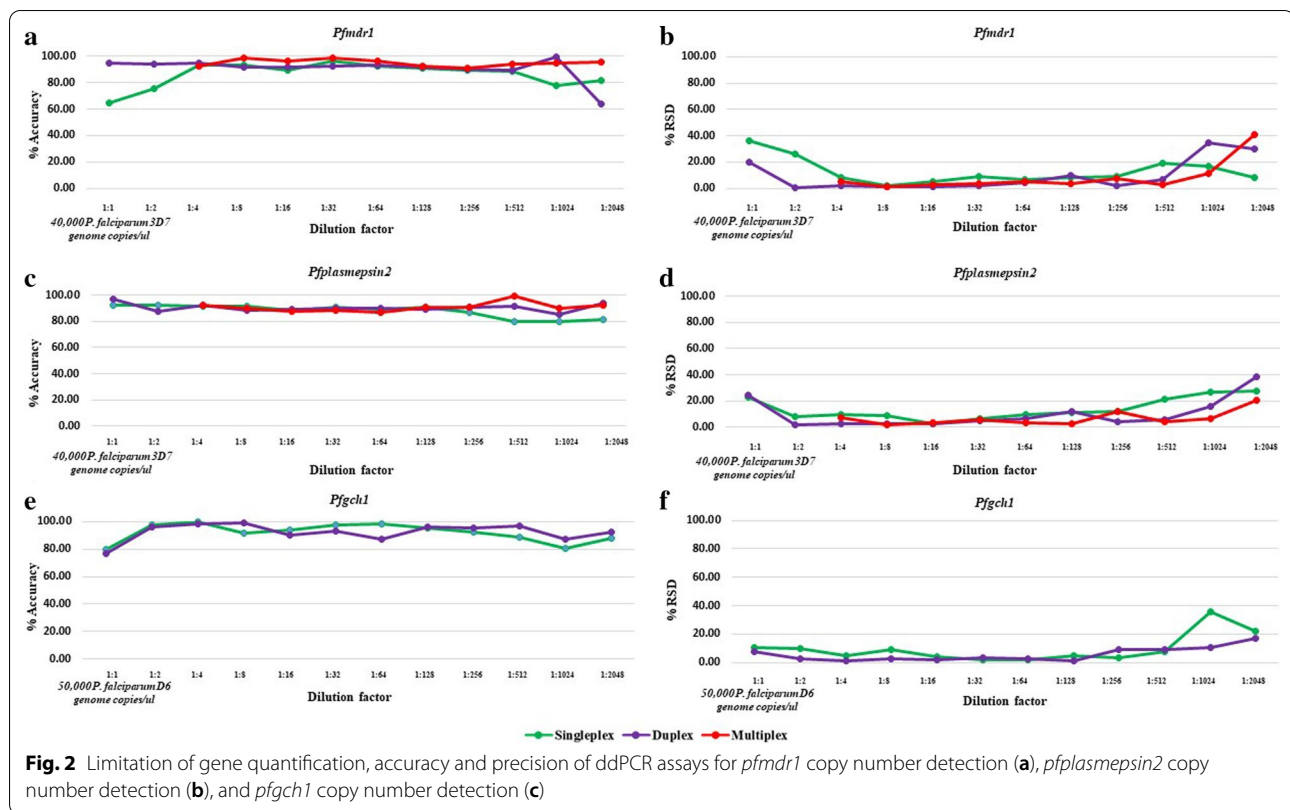 a
Pfmdr1
100.00
80.00
60.00
40.00
20.00
0.00
% Accuracy
1:1 1:2 1:4 1:8 1:16 1:32 1:64 1:128 1:256 1:512 1:1024 1:2048
40,000 P. falciparum 3D7
genome copies/ul
Dilution factor
b
Pfmdr1
100.00
80.00
60.00
40.00
20.00
0.00
% RSD
1:1 1:2 1:4 1:8 1:16 1:32 1:64 1:128 1:256 1:512 1:1024 1:2048
40,000 P. falciparum 3D7
genome copies/ul
Dilution factor
c
Pfplasmepsin2
100.00
80.00
60.00
40.00
20.00
0.00
% Accuracy
1:1 1:2 1:4 1:8 1:16 1:32 1:64 1:128 1:256 1:512 1:1024 1:2048
40,000 P. falciparum 3D7
genome copies/ul
Dilution factor
d
Pfplasmepsin2
100.00
80.00
60.00
40.00
20.00
0.00
% RSD
1:1 1:2 1:4 1:8 1:16 1:32 1:64 1:128 1:256 1:512 1:1024 1:2048
40,000 P. falciparum 3D7
genome copies/ul
Dilution factor
e
Pfgch1
100.00
80.00
60.00
40.00
20.00
0.00
% Accuracy
1:1 1:2 1:4 1:8 1:16 1:32 1:64 1:128 1:256 1:512 1:1024 1:2048
50,000 P. falciparum D6
genome copies/ul
Dilution factor
f
Pfgch1
100.00
80.00
60.00
40.00
20.00
0.00
% RSD
1:1 1:2 1:4 1:8 1:16 1:32 1:64 1:128 1:256 1:512 1:1024 1:2048
50,000 P. falciparum D6
genome copies/ul
Dilution factor
Singleplex Duplex Multiplex
Fig. 2 Limitation of gene quantification, accuracy and precision of ddPCR assays for pfmdr1 copy number detection (a), pfplasmepsin2 copy
number detection (b), and pfgch1 copy number detection (c)